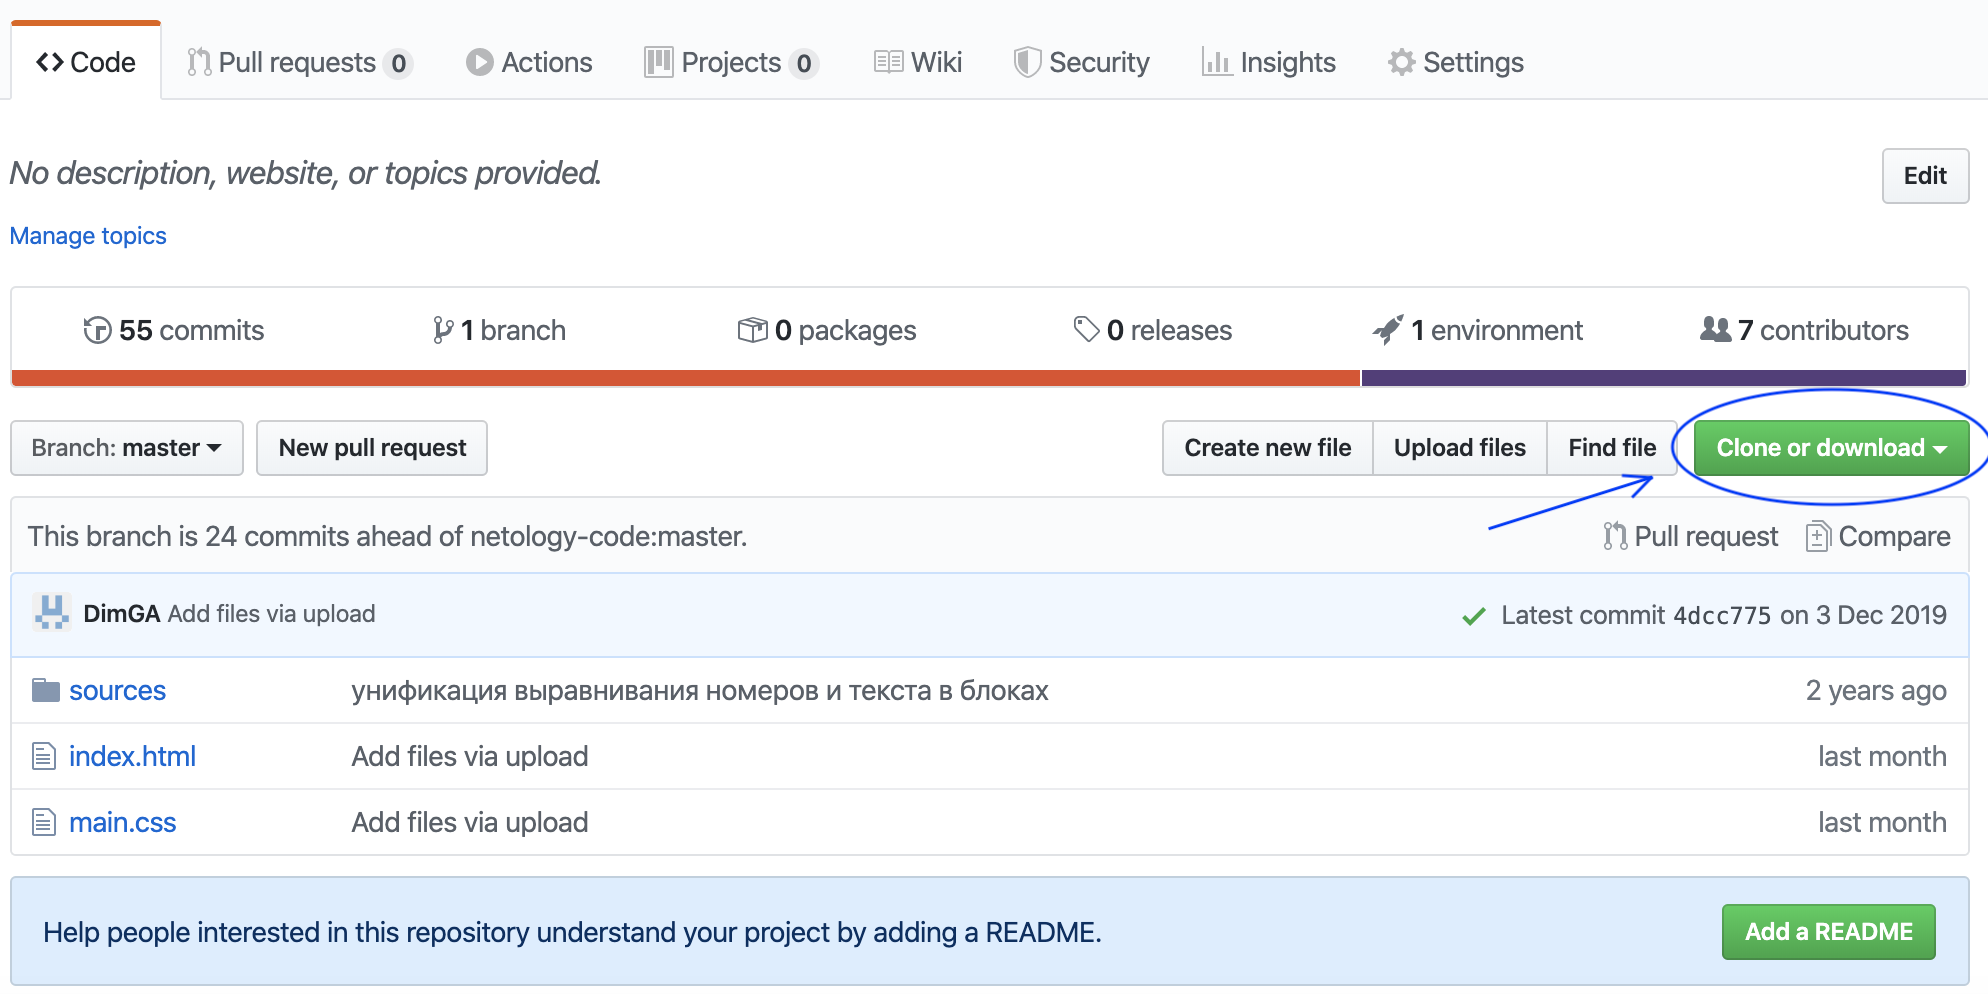 Code Pull requests 0 Actions Projects 0 Wiki Security Insights Settings
No description, website, or topics provided. Edit
Manage topics
55 commits 1 branch 0 packages 0 releases 1 environment 7 contributors
Branch: master New pull request Create new file Upload files Find file Clone or download
This branch is 24 commits ahead of netology-code:master. Pull request Compare
DimGA Add files via upload Latest commit 4dcc775 on 3 Dec 2019
sources унификация выравнивания номеров и текста в блоках 2 years ago
index.html Add files via upload last month
main.css Add files via upload last month
Help people interested in this repository understand your project by adding a README. Add a README